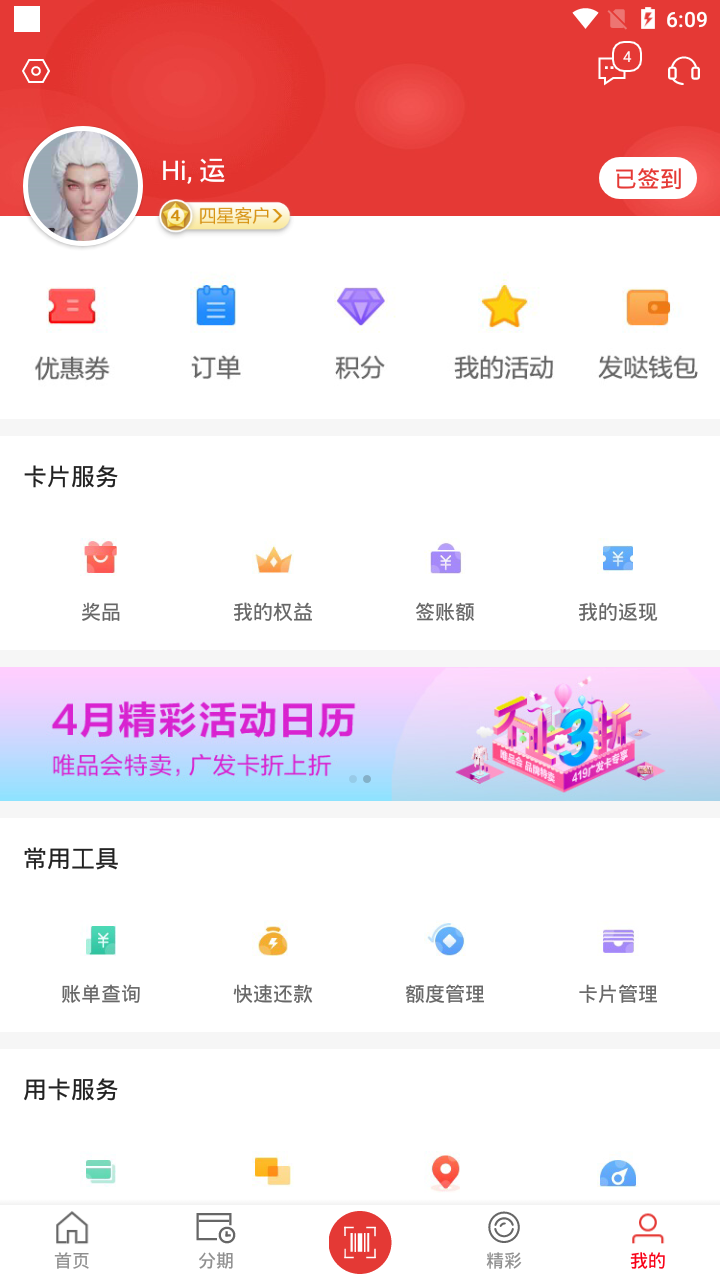 6:09
4
Hi, 运
已签到
4 四星客户
优惠券
订单
积分
我的活动
发哒钱包
卡片服务
奖品
我的权益
签账额
我的返现
4月精彩活动日历
唯品会特卖，广发卡折上折
不止3折
唯品会 品牌特卖
419广发卡专享
常用工具
账单查询
快速还款
额度管理
卡片管理
用卡服务
首页
分期
精彩
我的